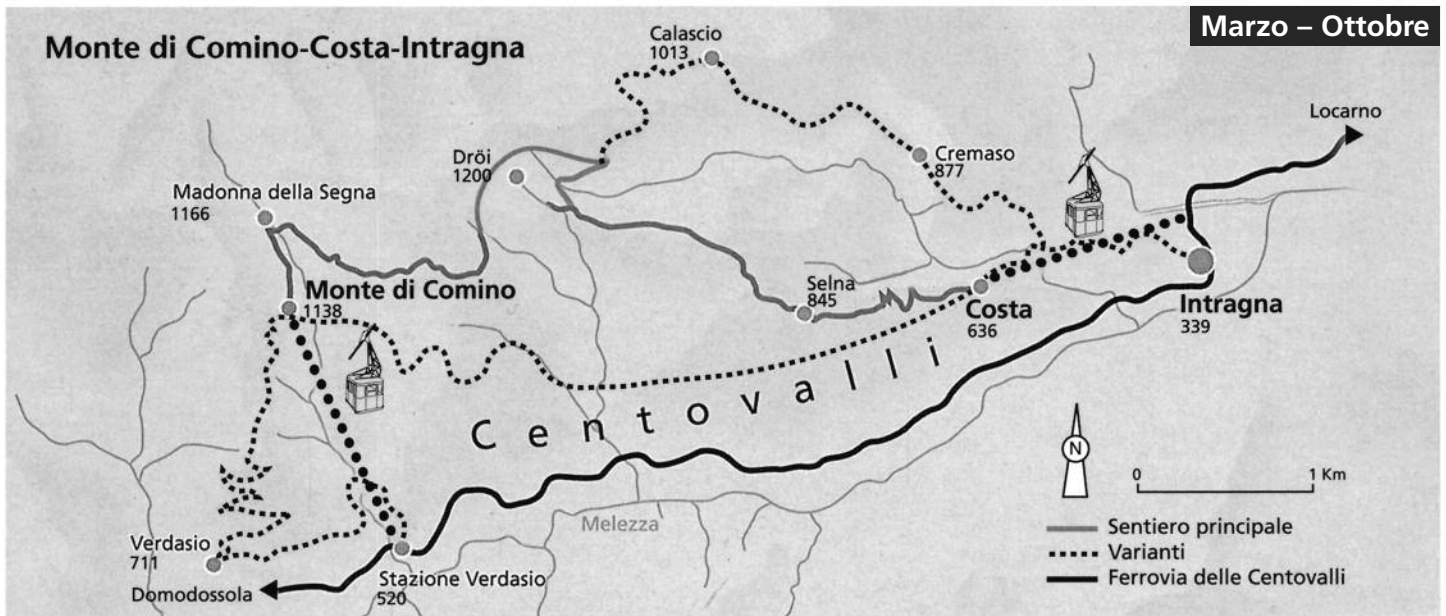 Marzo – Ottobre
Monte di Comino-Costa-Intragna
Calascio
1013
Locarno
Dröi
1200
Cremaso
877
Madonna della Segna
1166
Monte di Comino
1138
Selna
845
Costa
636
Intragna
339
Centovalli
N
0 1 Km
Melezza
Sentiero principale
Varianti
Ferrovia delle Centovalli
Verdasio
711
Domodossola
Stazione Verdasio
520